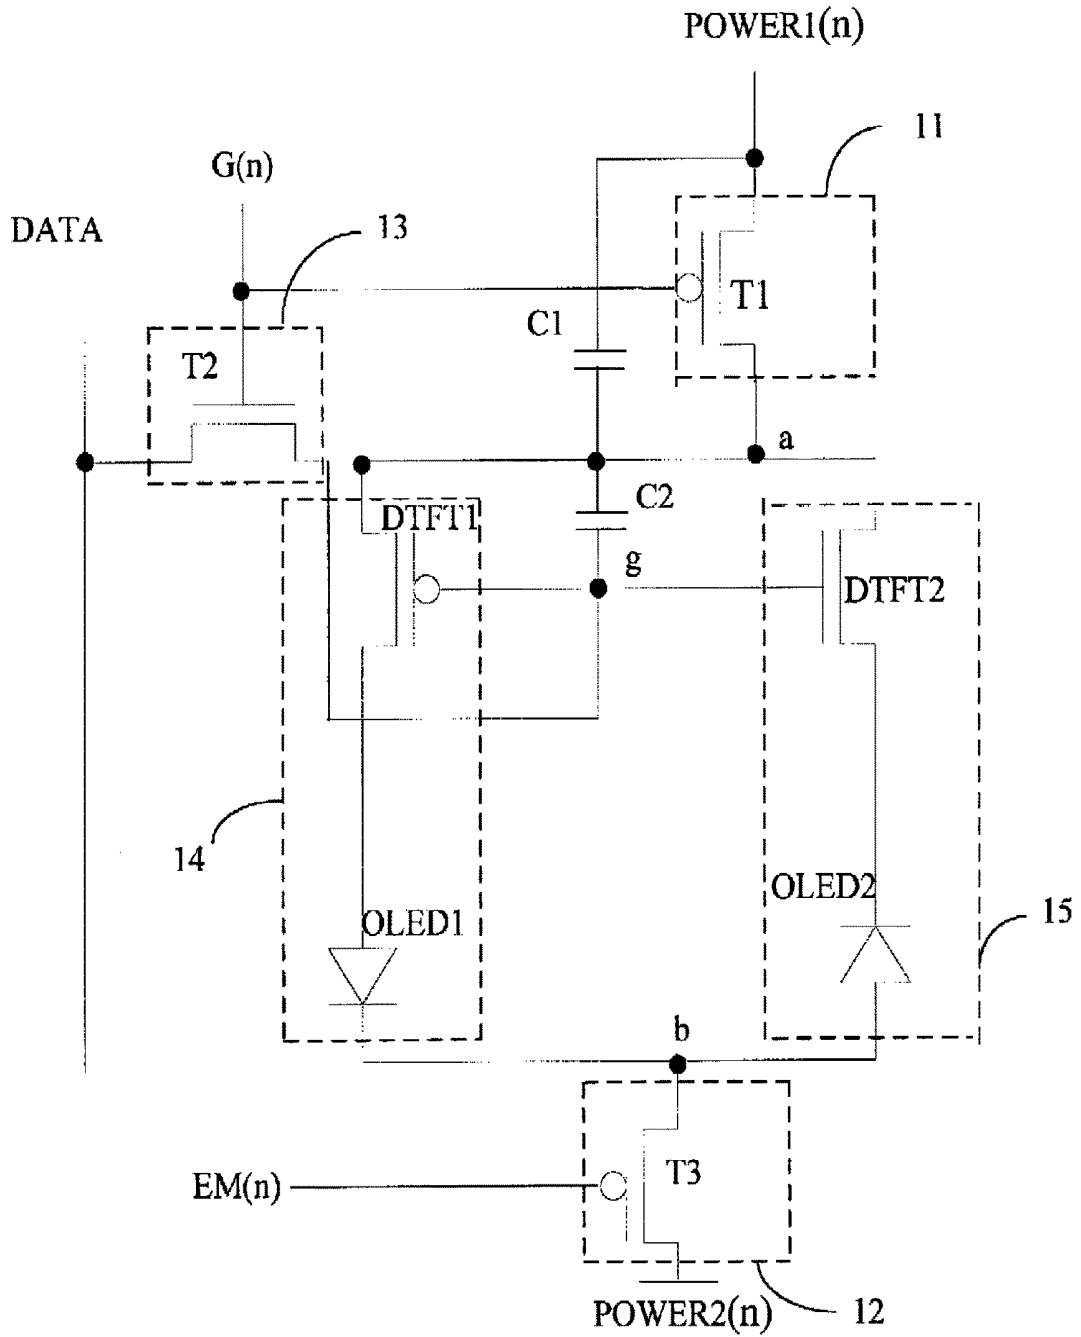 POWER1(n)
11
G(n)
13
DATA
T1
C1
T2
a
C2
DTFT1
g
DTFT2
14
OLED2
OLED1
15
b
T3
EM(n)
POWER2(n)
12